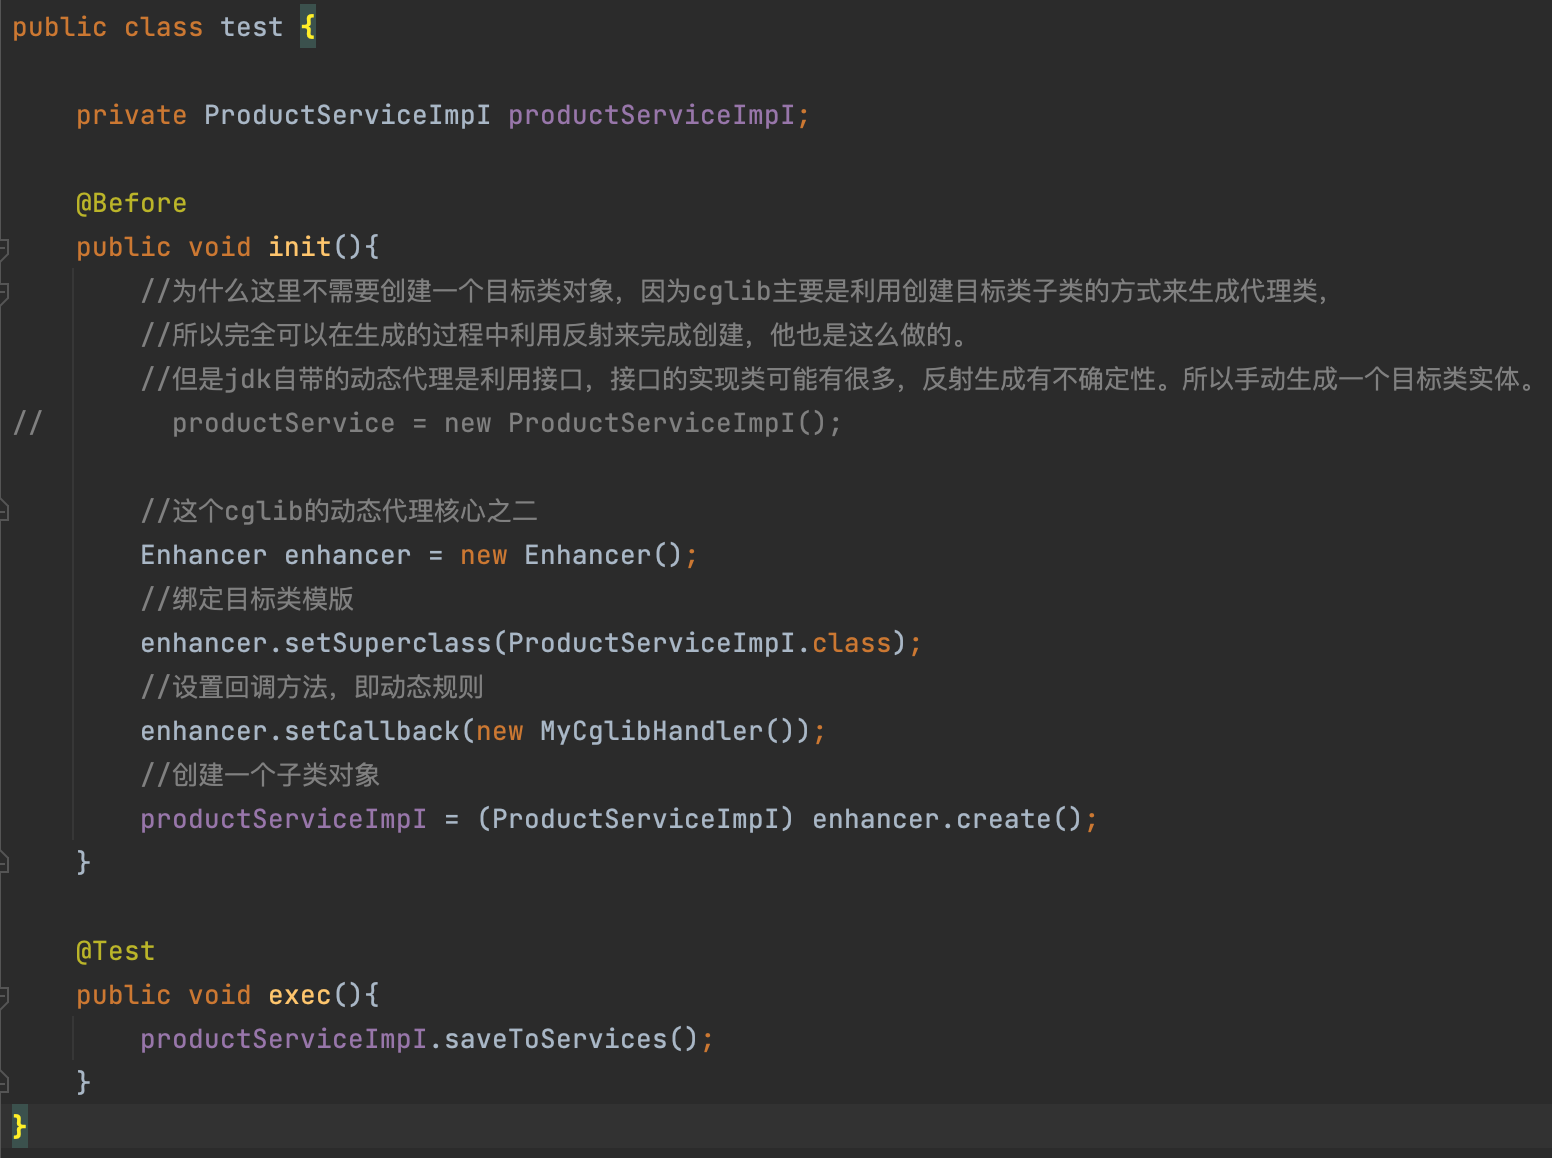 public class test {
private ProductServiceImpI productServiceImpI;
@Before
public void init(){
//为什么这里不需要创建一个目标类对象，因为cglib主要是利用创建目标类子类的方式来生成代理类，
//所以完全可以在生成的过程中利用反射来完成创建，他也是这么做的。
//但是jdk自带的动态代理是利用接口，接口的实现类可能有很多，反射生成有不确定性。所以手动生成一个目标类实体。
// productService = new ProductServiceImpI();
//这个cglib的动态代理核心之二
Enhancer enhancer = new Enhancer();
//绑定目标类模版
enhancer.setSuperclass(ProductServiceImpI.class);
//设置回调方法，即动态规则
enhancer.setCallback(new MyCglibHandler());
//创建一个子类对象
productServiceImpI = (ProductServiceImpI) enhancer.create();
}
@Test
public void exec(){
productServiceImpI.saveToServices();
}
}